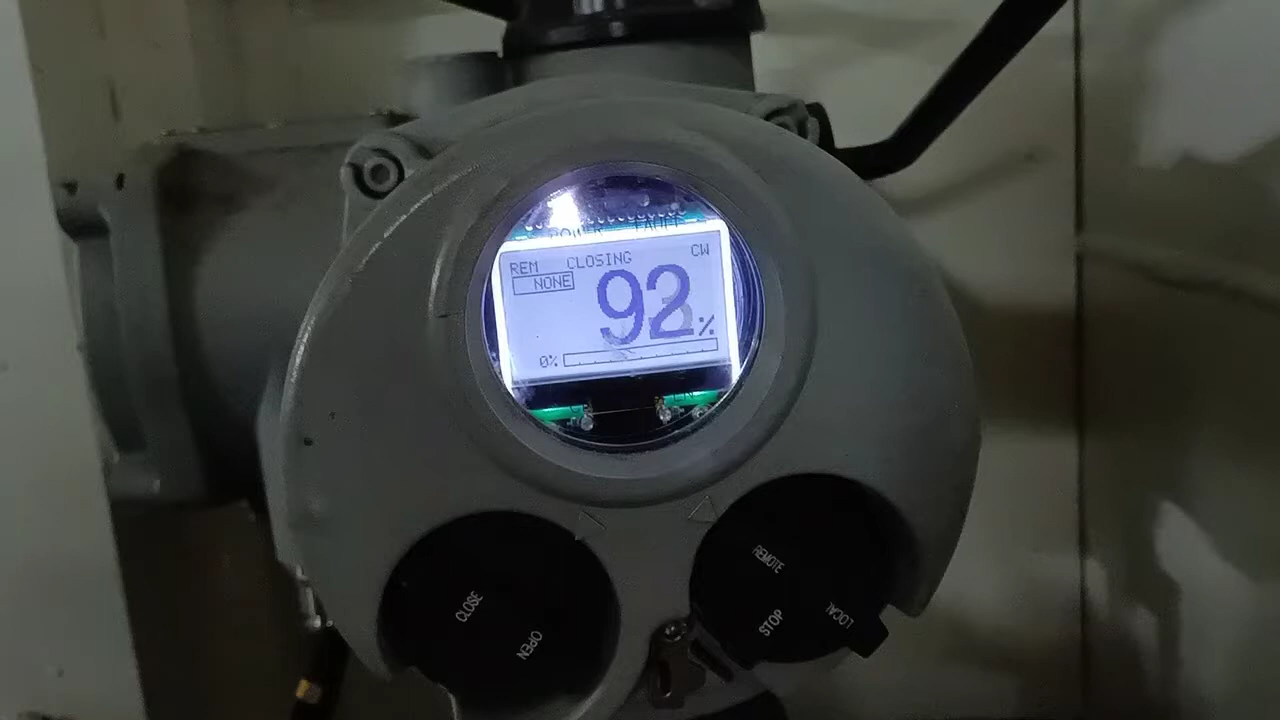 POWER FAULT
REM CLOSING CW
NONE
92%
0%
CLOSE
OPEN
REMOTE
STOP
LOCAL